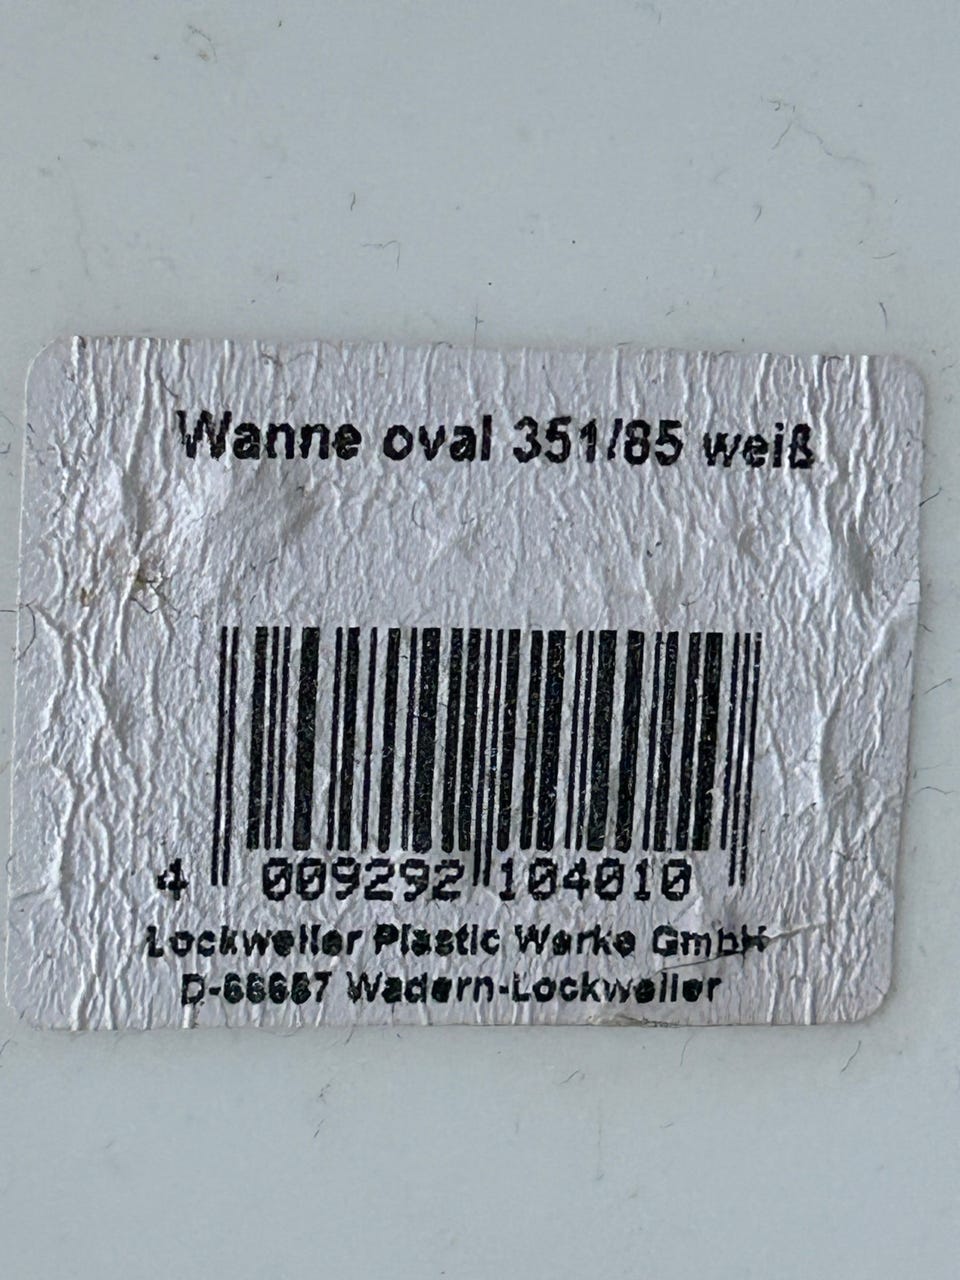 Wanne oval 351/85 weiß
4 009292 104010
Lockweiler Plastic Werke GmbH
D-66687 Wadern-Lockweiler